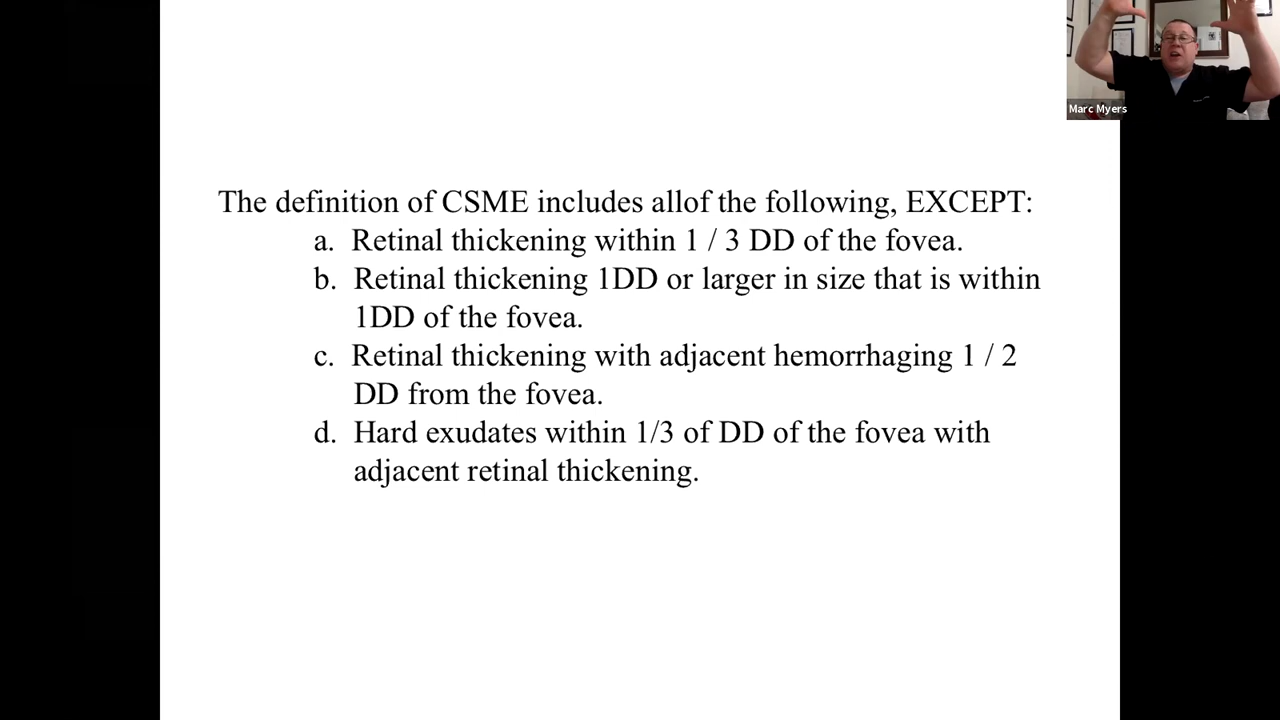 Marc Myers
The definition of CSME includes allof the following, EXCEPT:
a. Retinal thickening within 1 / 3 DD of the fovea.
b. Retinal thickening 1DD or larger in size that is within
1DD of the fovea.
c. Retinal thickening with adjacent hemorrhaging 1 / 2
DD from the fovea.
d. Hard exudates within 1/3 of DD of the fovea with
adjacent retinal thickening.